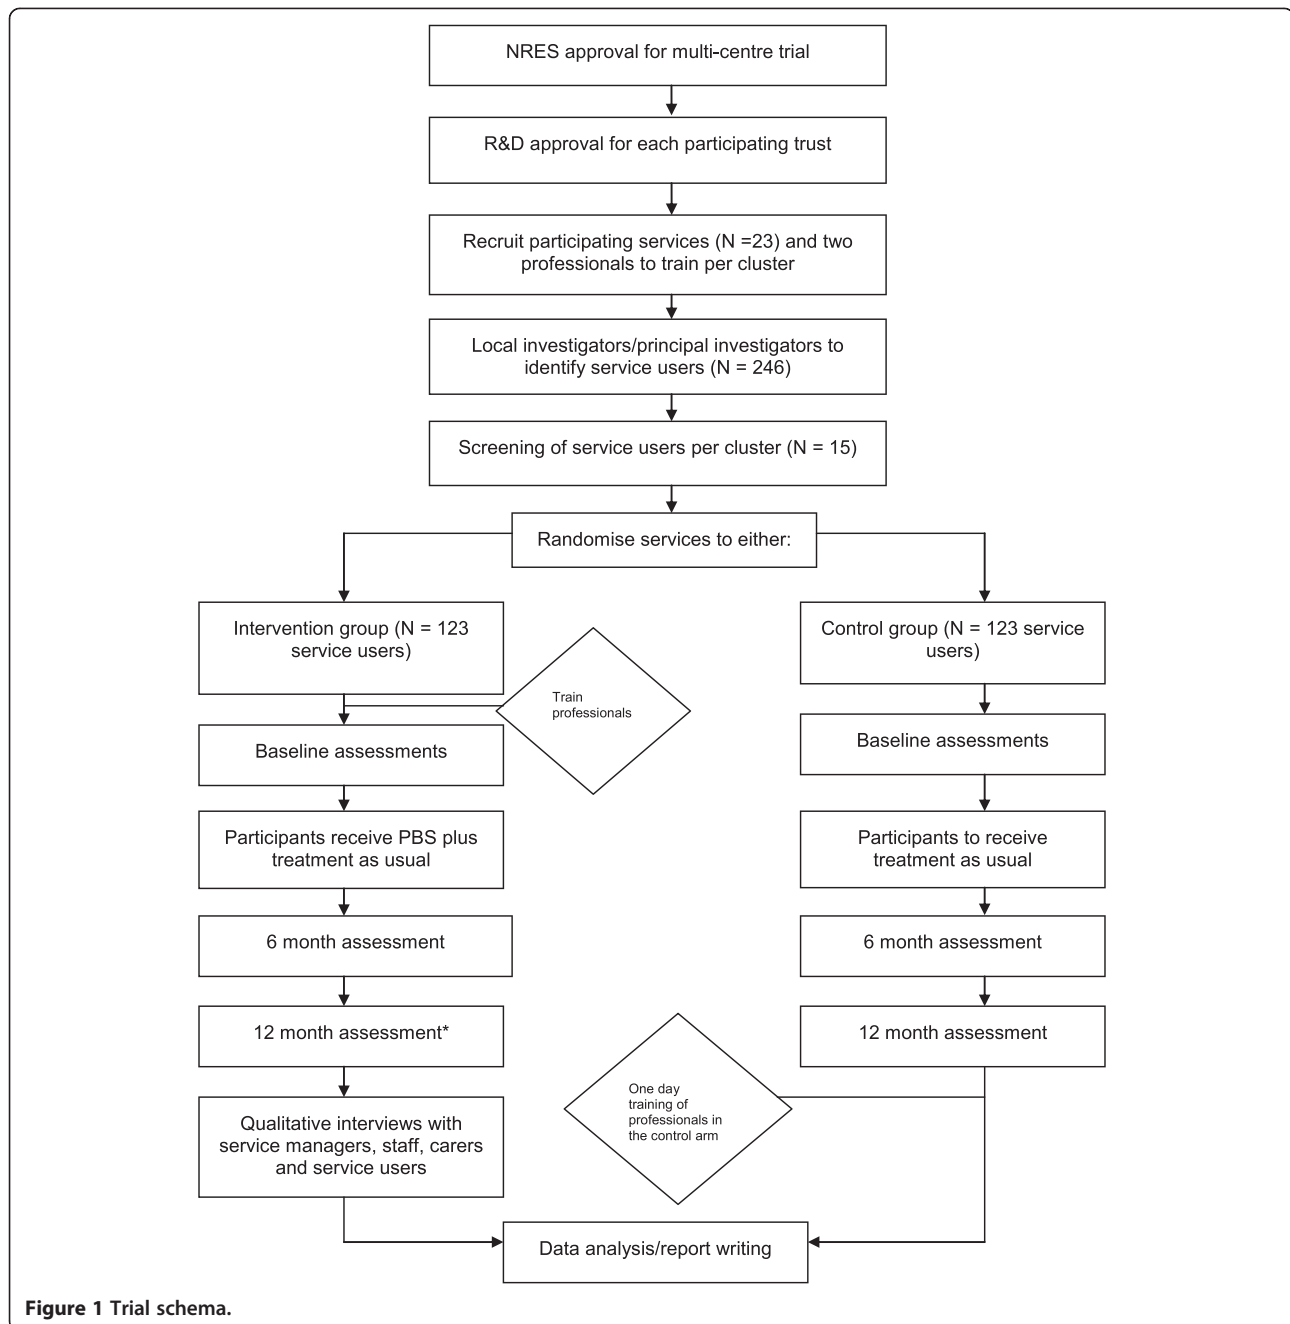 NRES approval for multi-centre trial
R&D approval for each participating trust
Recruit participating services (N =23) and two
professionals to train per cluster
Local investigators/principal investigators to
identify service users (N = 246)
Screening of service users per cluster (N = 15)
Randomise services to either:
Intervention group (N = 123
service users)
Control group (N = 123 service
users)
Train
professionals
Baseline assessments
Baseline assessments
Participants receive PBS plus
treatment as usual
Participants to receive
treatment as usual
6 month assessment
6 month assessment
12 month assessment*
12 month assessment
One day
training of
professionals in
the control arm
Qualitative interviews with
service managers, staff, carers
and service users
Data analysis/report writing
Figure 1 Trial schema.